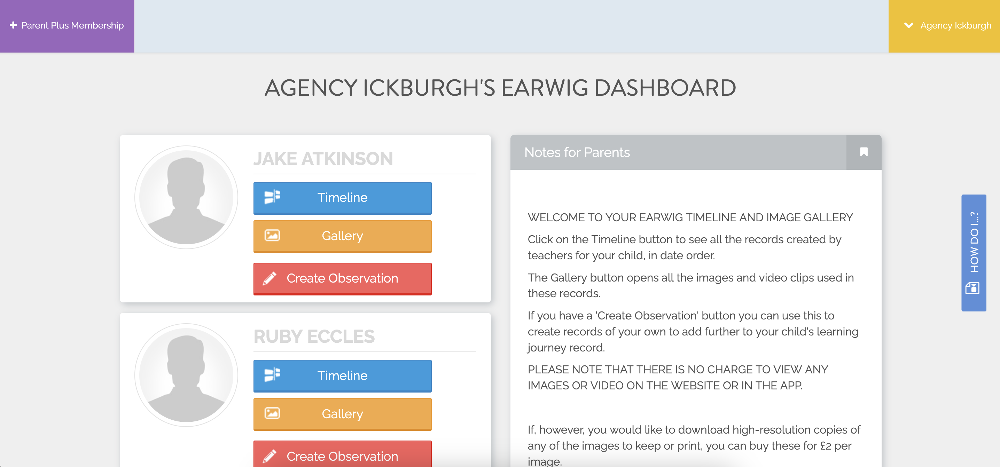 Parent Plus Membership
Agency Ickburgh
AGENCY ICKBURGH'S EARWIG DASHBOARD
JAKE ATKINSON
Timeline
Gallery
Create Observation
RUBY ECCLES
Timeline
Gallery
Create Observation
Notes for Parents
WELCOME TO YOUR EARWIG TIMELINE AND IMAGE GALLERY
Click on the Timeline button to see all the records created by
teachers for your child, in date order.
The Gallery button opens all the images and video clips used in
these records.
If you have a 'Create Observation' button you can use this to
create records of your own to add further to your child's learning
journey record.
PLEASE NOTE THAT THERE IS NO CHARGE TO VIEW ANY
IMAGES OR VIDEO ON THE WEBSITE OR IN THE APP.
If, however, you would like to download high-resolution copies of
any of the images to keep or print, you can buy these for £2 per
image.
HOW DO I...?